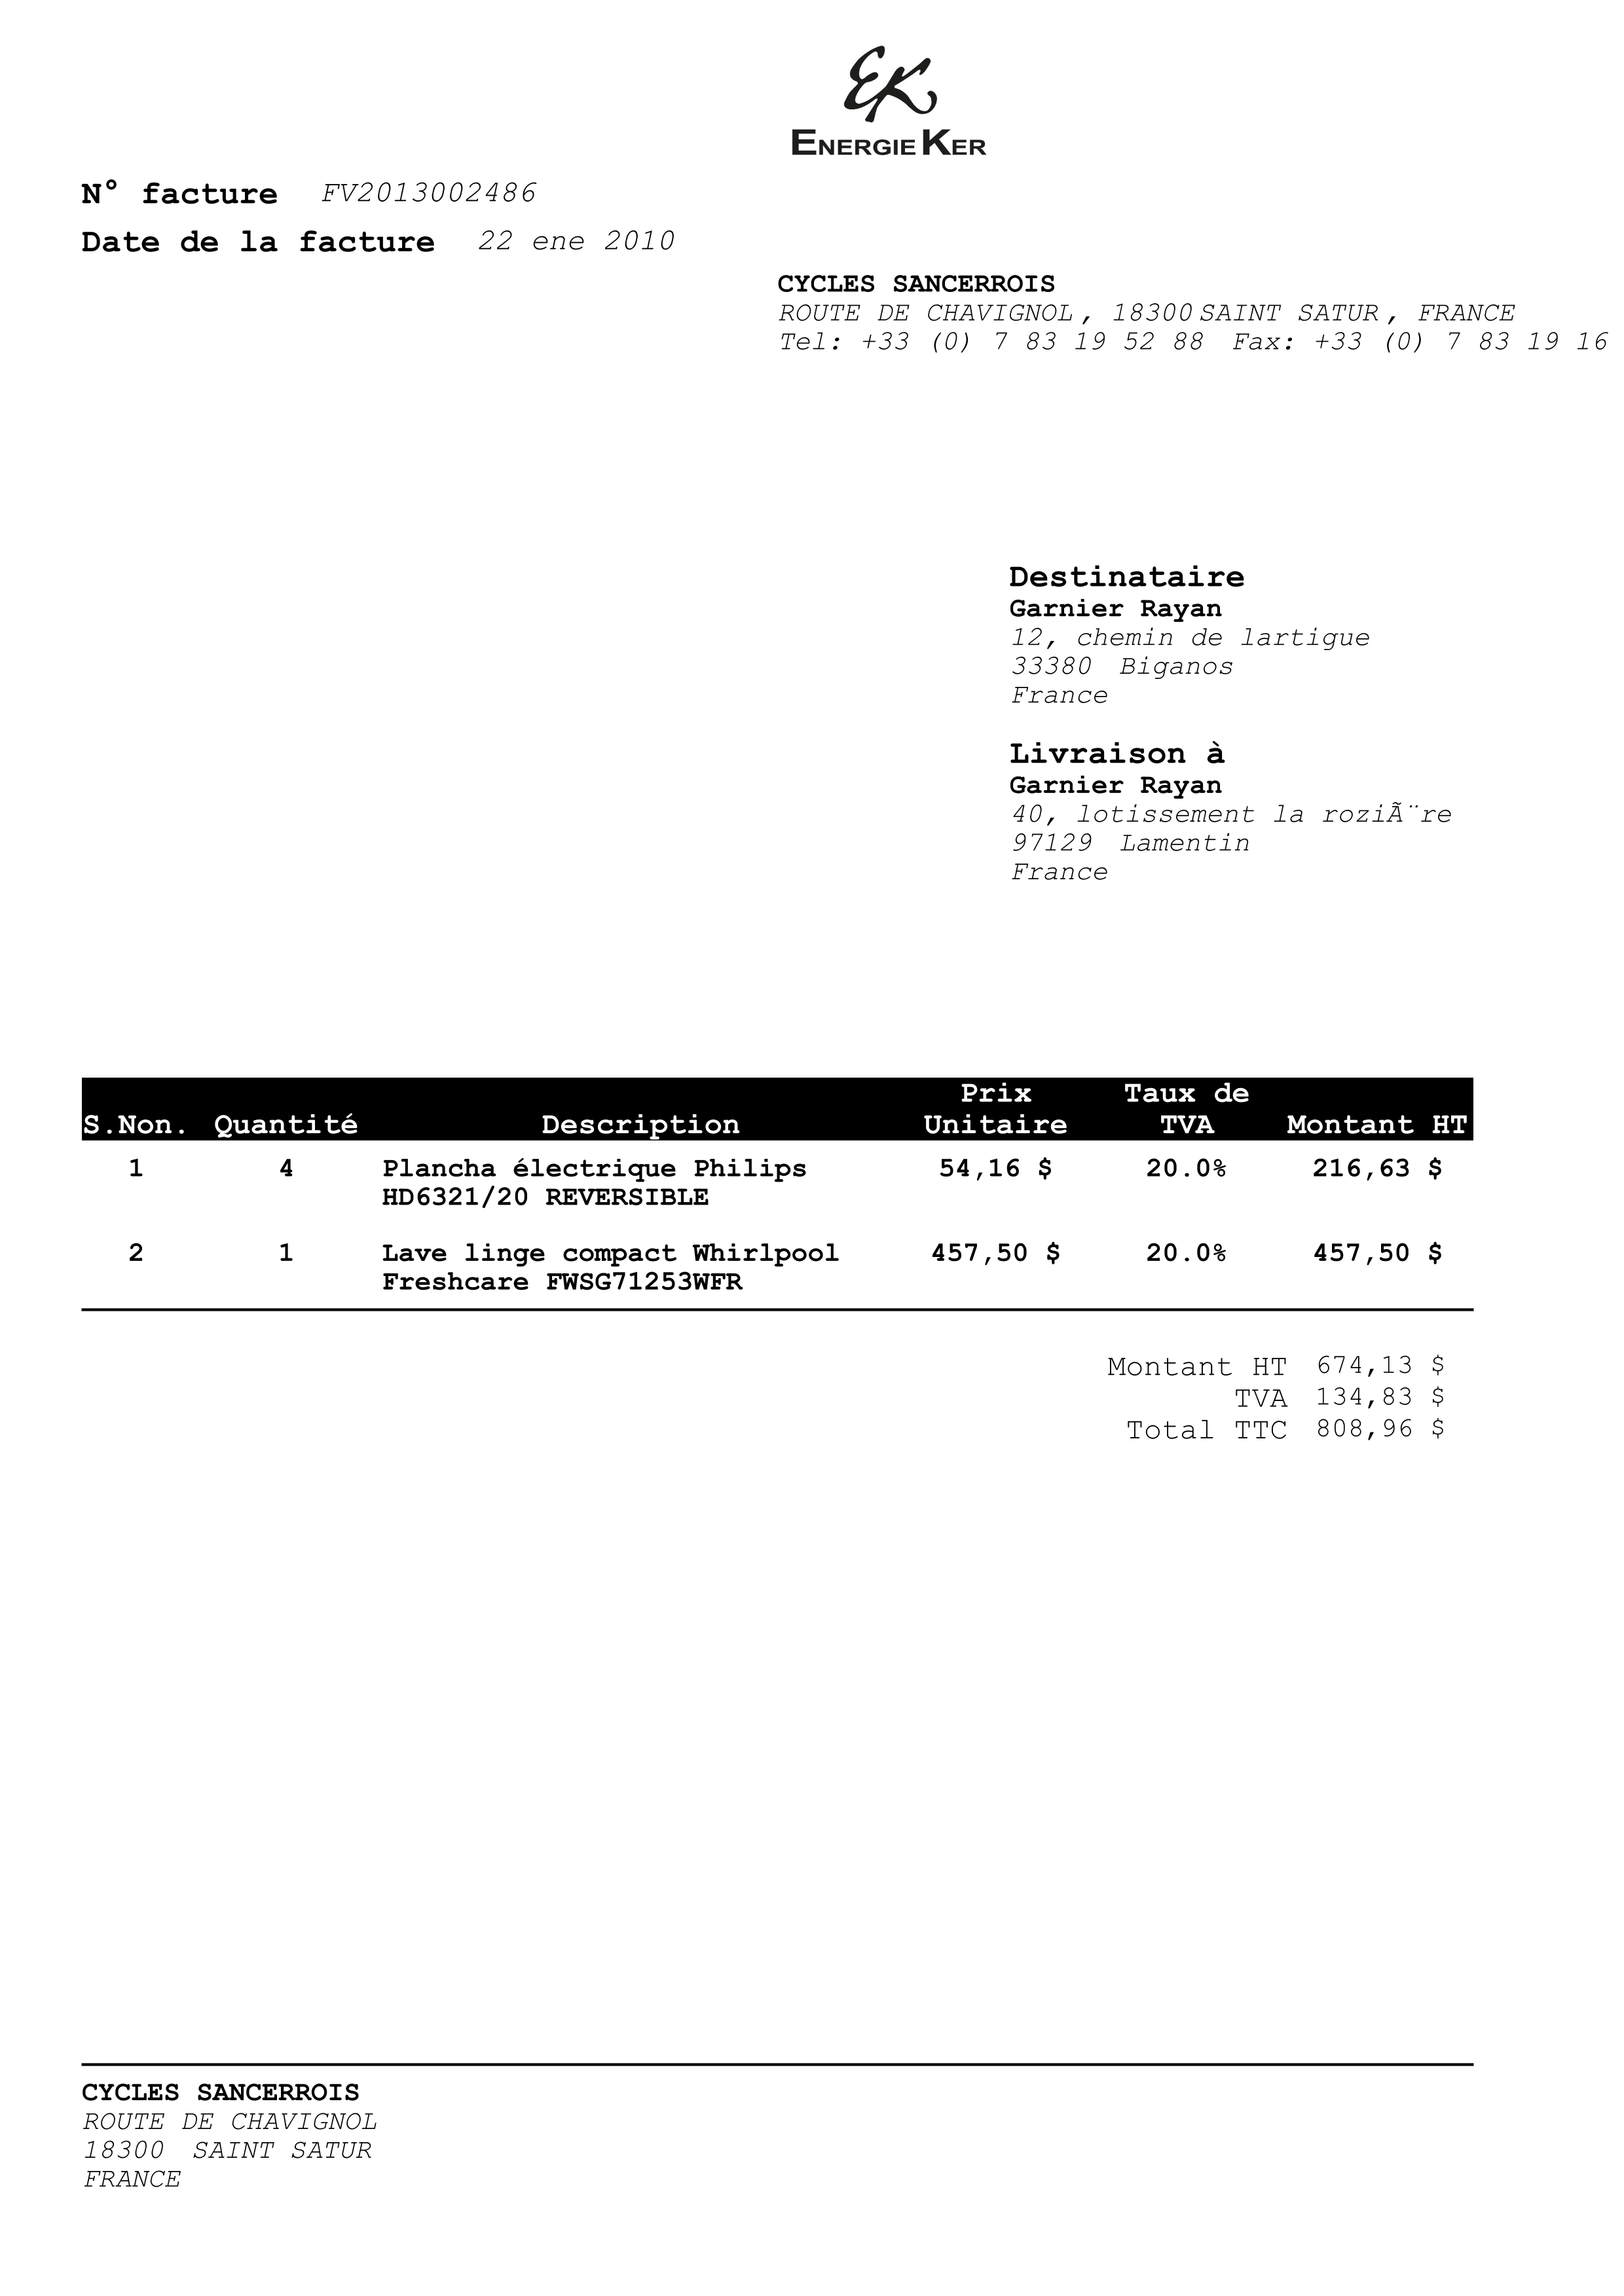 EK
ENERGIE KER
N° facture FV2013002486
Date de la facture 22 ene 2010
CYCLES SANCERROIS
ROUTE DE CHAVIGNOL, 18300 SAINT SATUR, FRANCE
Tel: +33 (0) 7 83 19 52 88 Fax: +33 (0) 7 83 19 16
Destinataire
Garnier Rayan
12, chemin de lartigue
33380 Biganos
France
Livraison à
Garnier Rayan
40, lotissement la roziÃ¨re
97129 Lamentin
France
Prix Taux de
S.Non. Quantité Description Unitaire TVA Montant HT
1 4 Plancha électrique Philips 54,16 $ 20.0% 216,63 $
HD6321/20 REVERSIBLE
2 1 Lave linge compact Whirlpool 457,50 $ 20.0% 457,50 $
Freshcare FWSG71253WFR
Montant HT 674,13 $
TVA 134,83 $
Total TTC 808,96 $
CYCLES SANCERROIS
ROUTE DE CHAVIGNOL
18300 SAINT SATUR
FRANCE